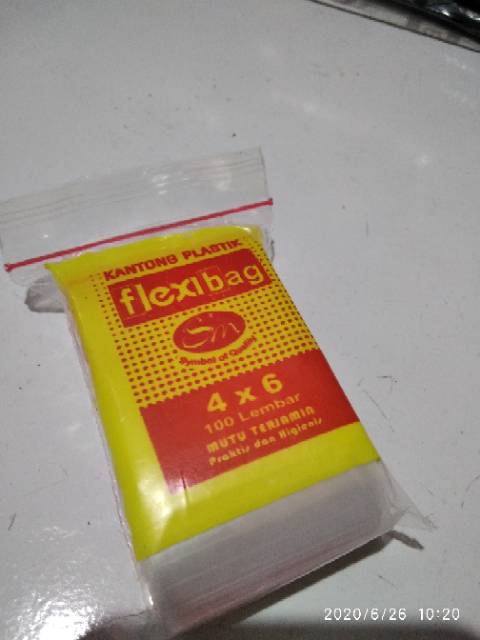 KANTONG PLASTIK
flexibag
SM
Symbol of Quality
4 x 6
100 Lembar
MUTU TERJAMIN
Praktis dan Higienis
2020/6/26 10:20